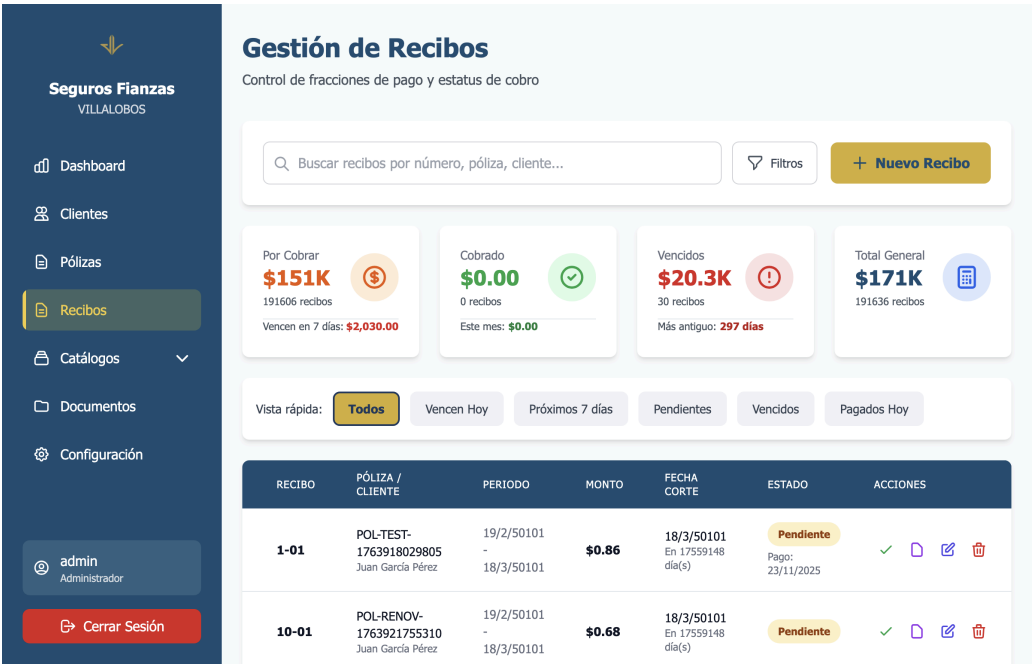 Seguros Fianzas
VILLALOBOS
Dashboard
Clientes
Pólizas
Recibos
Catálogos
Documentos
Configuración
admin
Administrador
Cerrar Sesión
Gestión de Recibos
Control de fracciones de pago y estatus de cobro
Buscar recibos por número, póliza, cliente...
Filtros
+ Nuevo Recibo
Por Cobrar
$151K
191606 recibos
Vencen en 7 días: $2,030.00
Cobrado
$0.00
0 recibos
Este mes: $0.00
Vencidos
$20.3K
30 recibos
Más antiguo: 297 días
Total General
$171K
191636 recibos
Vista rápida:
Todos
Vencen Hoy
Próximos 7 días
Pendientes
Vencidos
Pagados Hoy
RECIBO
PÓLIZA /
CLIENTE
PERIODO
MONTO
FECHA
CORTE
ESTADO
ACCIONES
1-01
POL-TEST-
1763918029805
Juan García Pérez
19/2/50101
-
18/3/50101
$0.86
18/3/50101
En 17559148
día(s)
Pendiente
Pago:
23/11/2025
10-01
POL-RENOV-
1763921755310
Juan García Pérez
19/2/50101
-
18/3/50101
$0.68
18/3/50101
En 17559148
día(s)
Pendiente